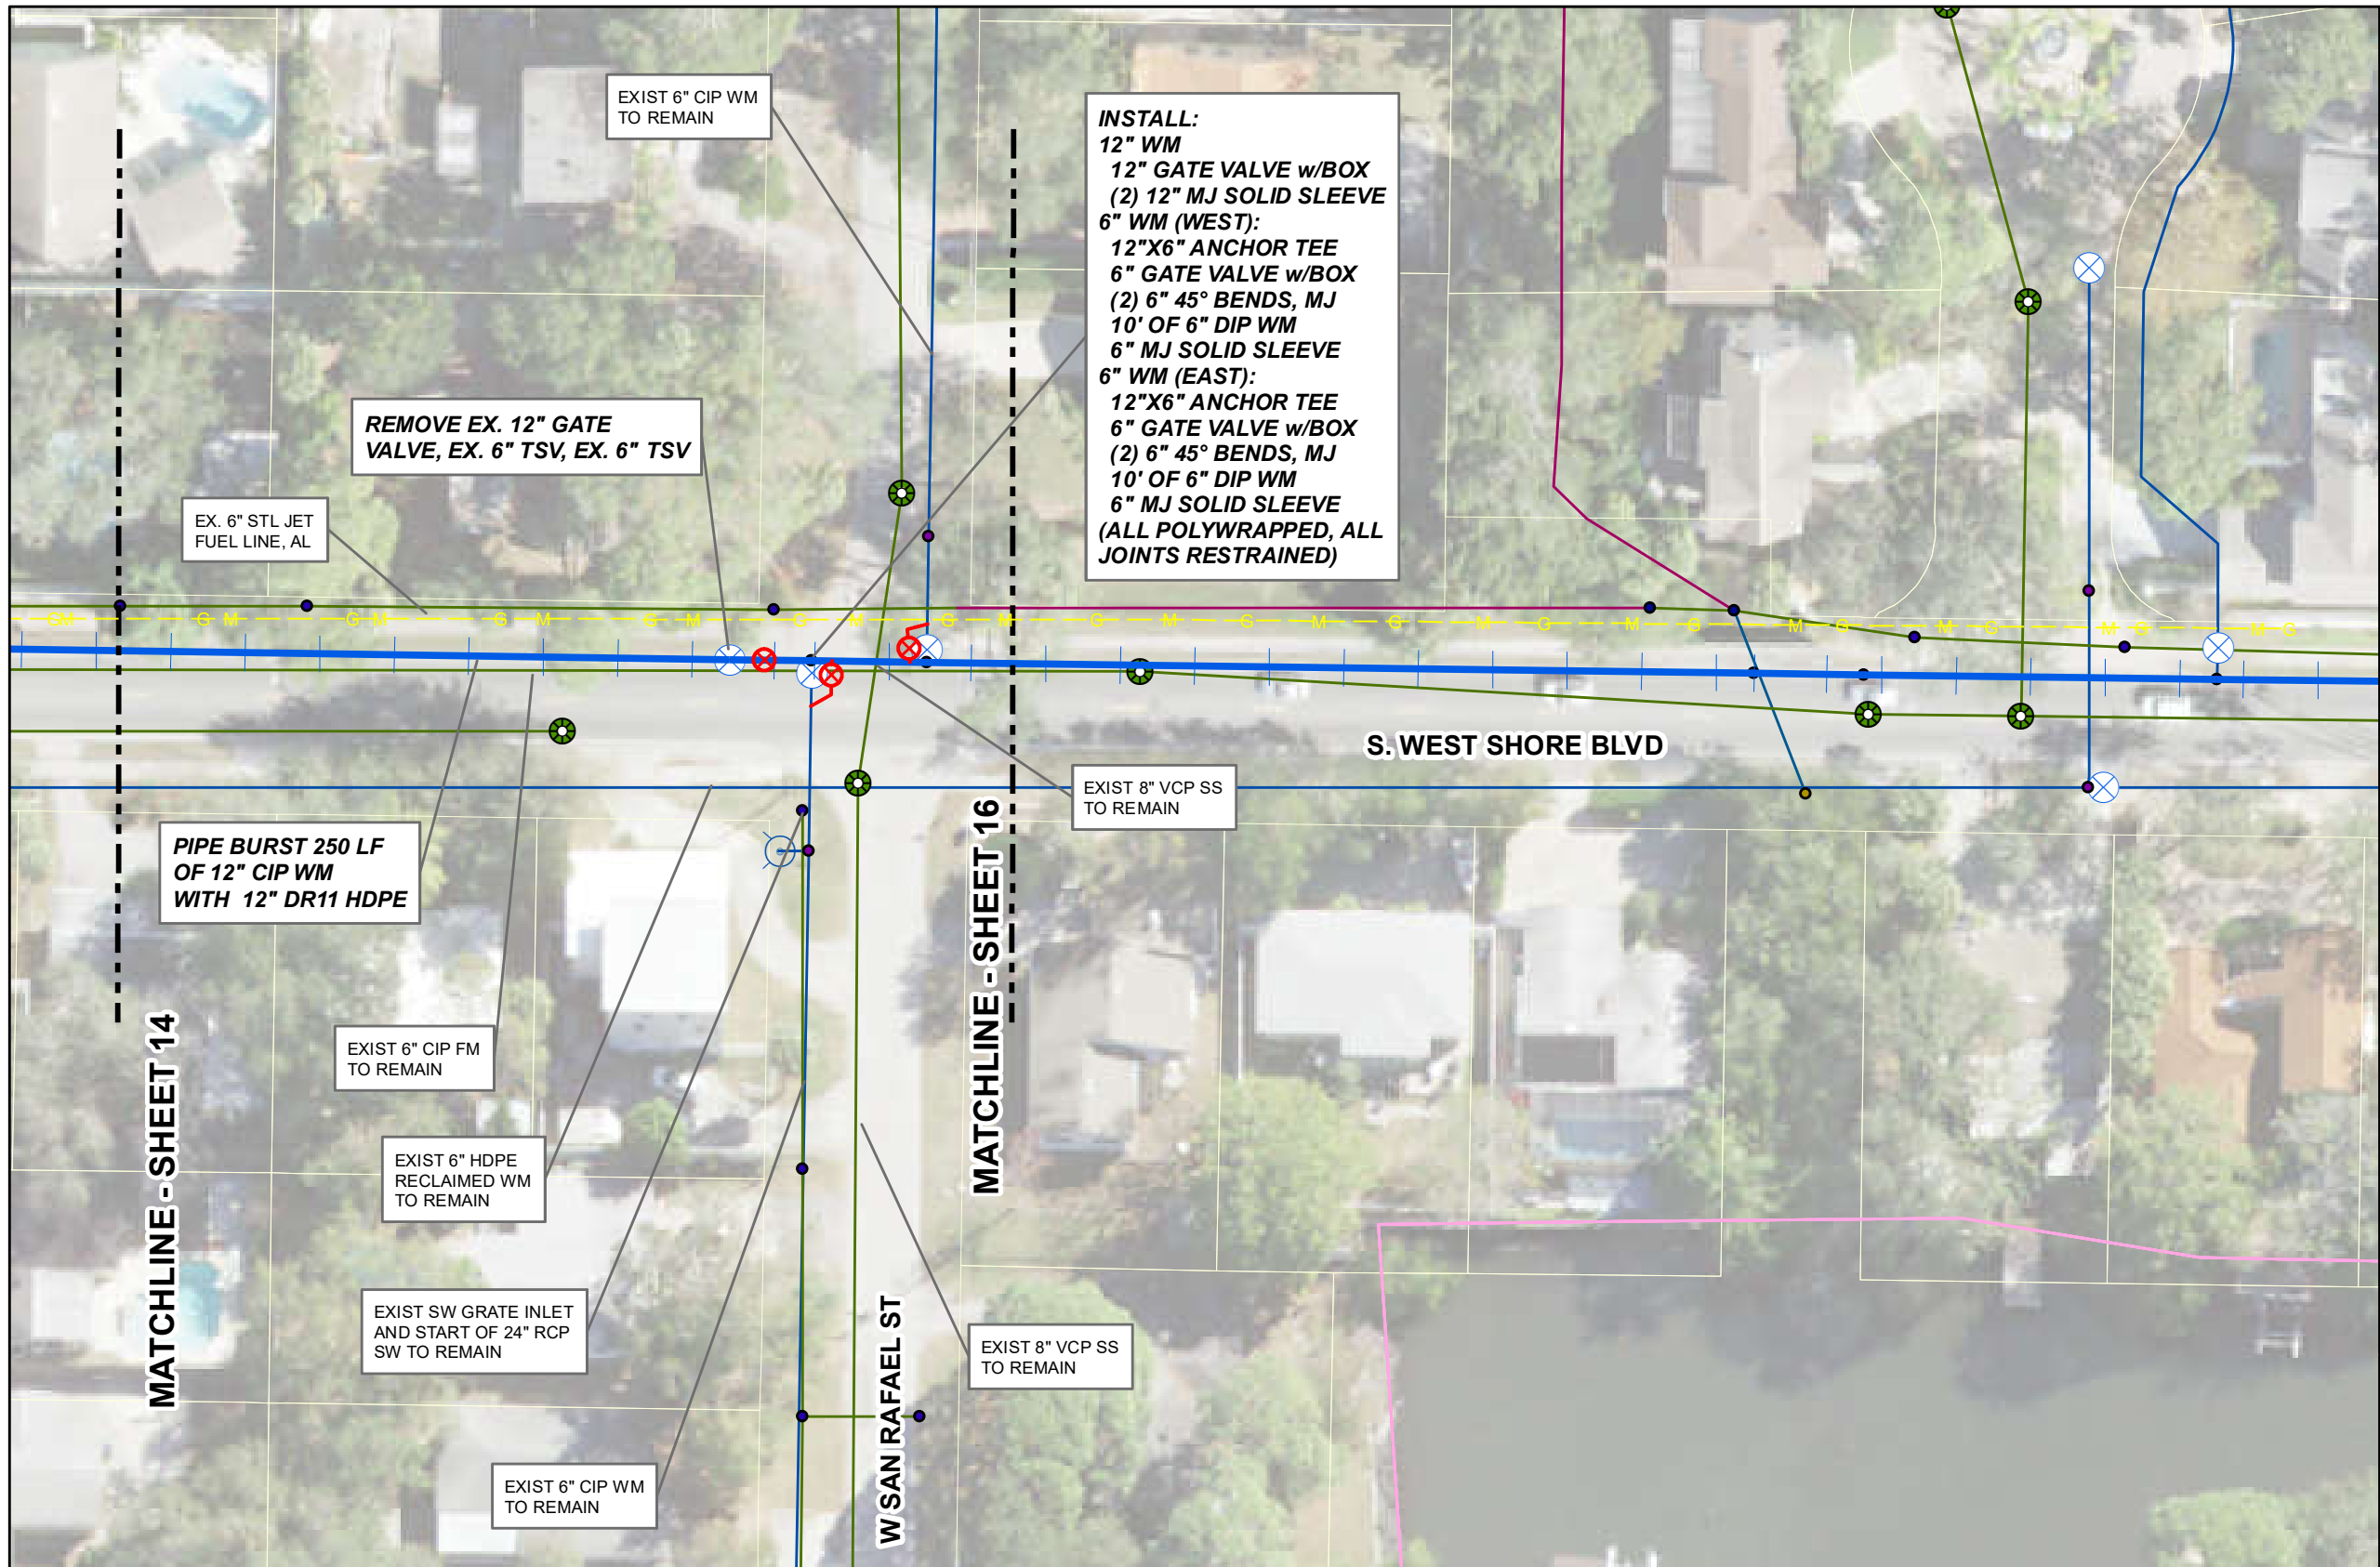 EXIST 6" CIP WM
TO REMAIN
INSTALL:
12" WM
12" GATE VALVE w/BOX
(2) 12" MJ SOLID SLEEVE
6" WM (WEST):
12"X6" ANCHOR TEE
6" GATE VALVE w/BOX
(2) 6" 45° BENDS, MJ
10' OF 6" DIP WM
6" MJ SOLID SLEEVE
6" WM (EAST):
12"X6" ANCHOR TEE
6" GATE VALVE w/BOX
(2) 6" 45° BENDS, MJ
10' OF 6" DIP WM
6" MJ SOLID SLEEVE
(ALL POLYWRAPPED, ALL
JOINTS RESTRAINED)
REMOVE EX. 12" GATE
VALVE, EX. 6" TSV, EX. 6" TSV
EX. 6" STL JET
FUEL LINE, AL
GM G M G M G M G M G M G M G M G M G M G M G M G M G M G M G
S. WEST SHORE BLVD
EXIST 8" VCP SS
TO REMAIN
PIPE BURST 250 LF
OF 12" CIP WM
WITH 12" DR11 HDPE
MATCHLINE - SHEET 14
MATCHLINE - SHEET 16
EXIST 6" CIP FM
TO REMAIN
EXIST 6" HDPE
RECLAIMED WM
TO REMAIN
EXIST SW GRATE INLET
AND START OF 24" RCP
SW TO REMAIN
EXIST 8" VCP SS
TO REMAIN
W SAN RAFAEL ST
EXIST 6" CIP WM
TO REMAIN